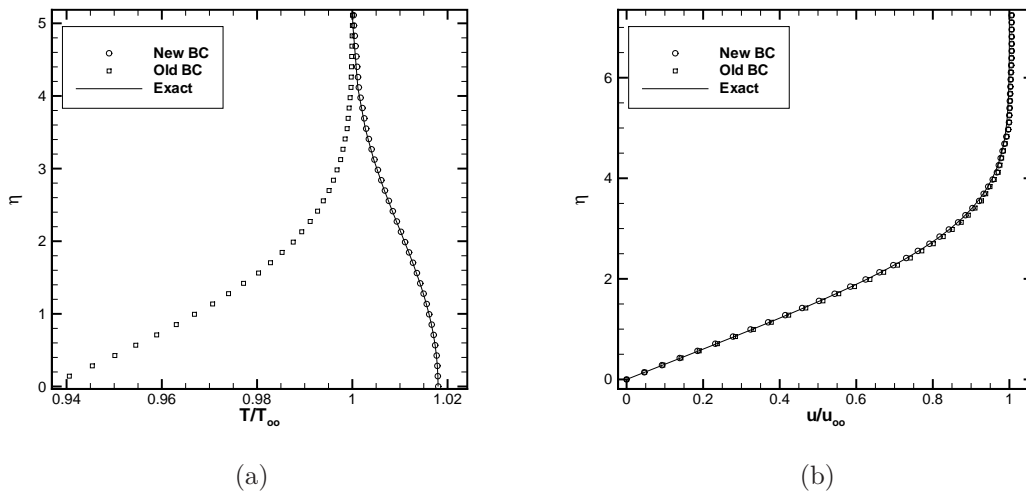 5
4
3
2
1
0
η
New BC
Old BC
Exact
0.94
0.96
0.98
1
1.02
T/T∞
(a)
6
4
2
0
η
New BC
Old BC
Exact
0
0.2
0.4
0.6
0.8
1
u/u∞
(b)